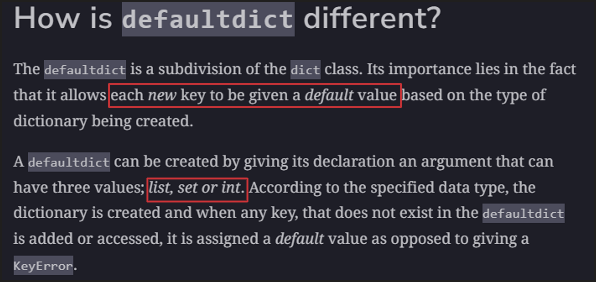 How is defaultdict different?
The defaultdict is a subdivision of the dict class. Its importance lies in the fact
that it allows each new key to be given a default value based on the type of
dictionary being created.
A defaultdict can be created by giving its declaration an argument that can
have three values; list, set or int. According to the specified data type, the
dictionary is created and when any key, that does not exist in the defaultdict
is added or accessed, it is assigned a default value as opposed to giving a
KeyError.